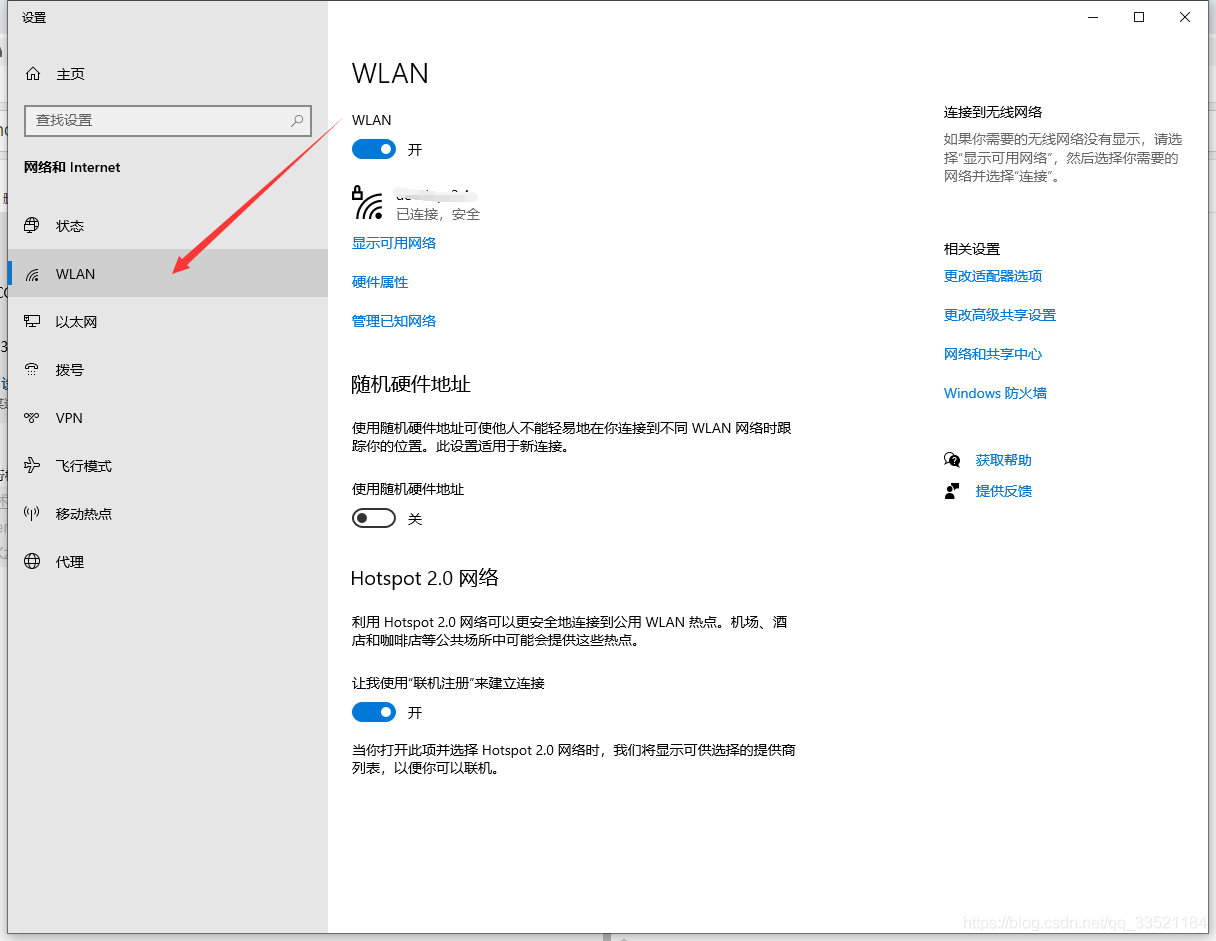 设置
主页
查找设置
网络和 Internet
状态
WLAN
以太网
拨号
VPN
飞行模式
移动热点
代理
WLAN
WLAN
开
已连接，安全
显示可用网络
硬件属性
管理已知网络
随机硬件地址
使用随机硬件地址可使他人不能轻易地在你连接到不同 WLAN 网络时跟
踪你的位置。此设置适用于新连接。
使用随机硬件地址
关
Hotspot 2.0 网络
利用 Hotspot 2.0 网络可以更安全地连接到公用 WLAN 热点。机场、酒
店和咖啡店等公共场所中可能会提供这些热点。
让我使用“联机注册”来建立连接
开
当你打开此项并选择 Hotspot 2.0 网络时，我们将显示可供选择的提供商
列表，以便你可以联机。
连接到无线网络
如果你需要的无线网络没有显示，请选
择“显示可用网络”，然后选择你需要的
网络并选择“连接”。
相关设置
更改适配器选项
更改高级共享设置
网络和共享中心
Windows 防火墙
获取帮助
提供反馈
https://blog.csdn.net/qq_33521184